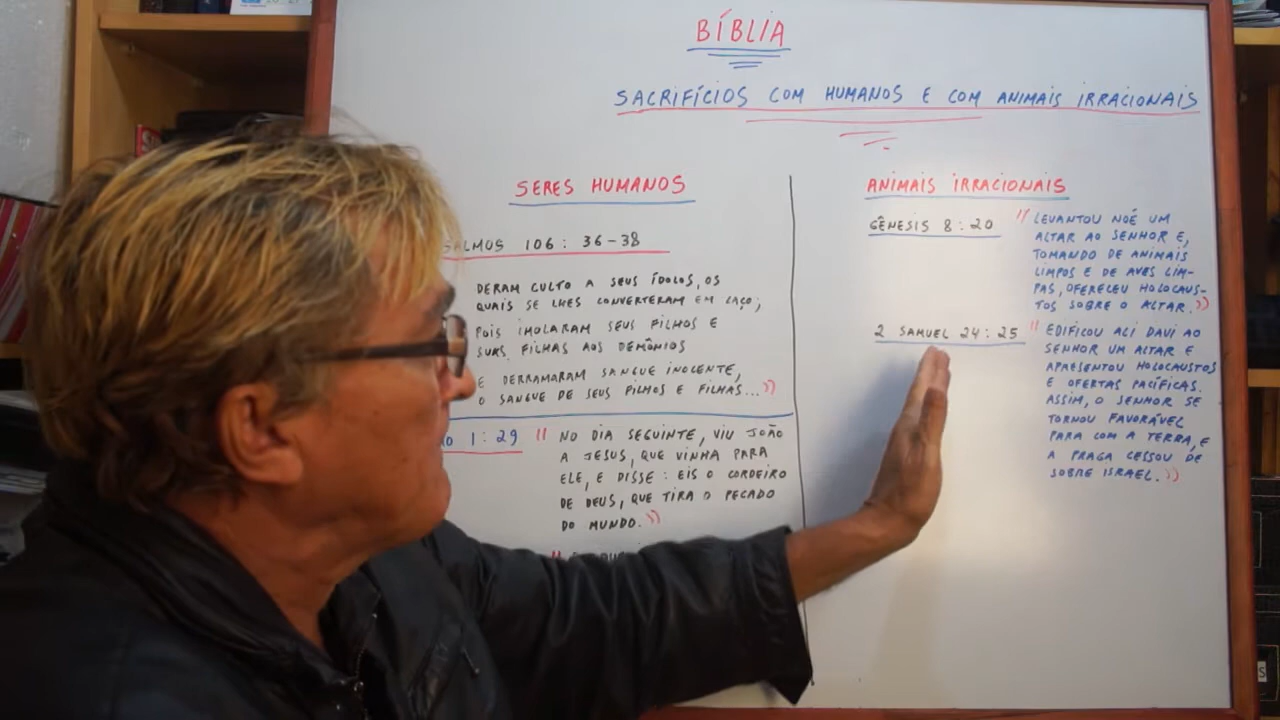 BÍBLIA
SACRIFÍCIOS COM HUMANOS E COM ANIMAIS IRRACIONAIS
SERES HUMANOS
SALMOS 106: 36-38
DERAM CULTO A SEUS ÍDOLOS, OS
QUAIS SE LHES CONVERTERAM EM LAÇO;
POIS IMOLARAM SEUS FILHOS E
SUAS FILHAS AOS DEMÔNIOS
E DERRAMARAM SANGUE INOCENTE,
O SANGUE DE SEUS FILHOS E FILHAS...))
1:29 " NO DIA SEGUINTE, VIU JOÃO
A JESUS, QUE VINHA PARA
ELE, E DISSE: EIS O CORDEIRO
DE DEUS, QUE TIRA O PECADO
DO MUNDO.))
ANIMAIS IRRACIONAIS
GÊNESIS 8:20 " LEVANTOU NOÉ UM
ALTAR AO SENHOR E,
TOMANDO DE ANIMAIS
LIMPOS E DE AVES LIM-
PAS, OFERECEU HOLOCAUS-
TOS SOBRE O ALTAR.))
2 SAMUEL 24:25 " EDIFICOU ALI DAVI AO
SENHOR UM ALTAR E
APRESENTOU HOLOCAUSTOS
E OFERTAS PACÍFICAS.
ASSIM, O SENHOR SE
TORNOU FAVORÁVEL
PARA COM A TERRA, E
A PRAGA CESSOU DE
SOBRE ISRAEL.))